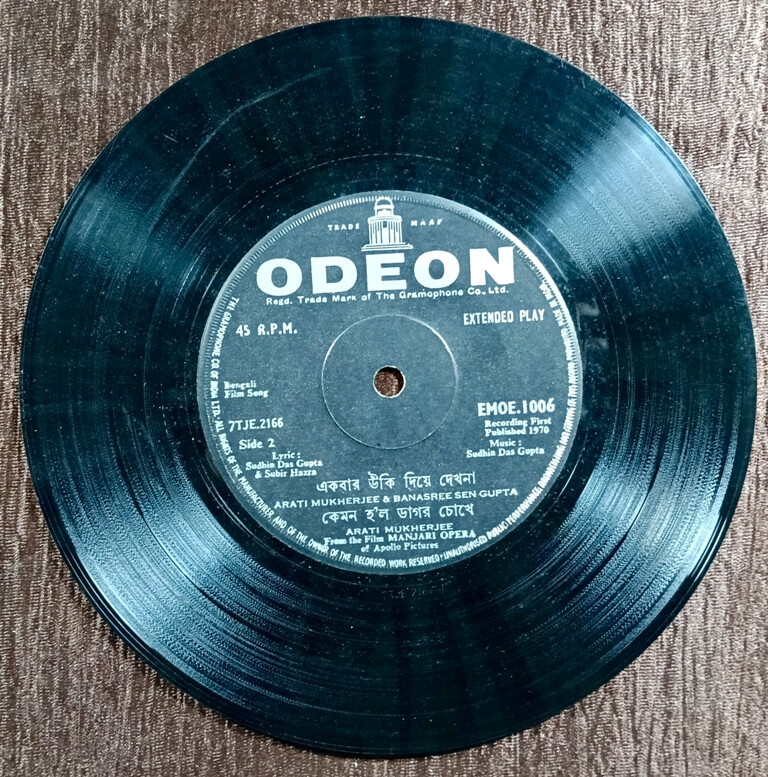 TRADE MARK
ODEON
Regd. Trade Mark of The Gramophone Co., Ltd.
45 R.P.M.
EXTENDED PLAY
Bengali
Film Song
7TJE.2166
Side 2
EMOE.1006
Recording First
Published 1970
Lyric :
Sudhin Das Gupta
& Subir Hazra
Music :
Sudhin Das Gupta
একবার উঁকি দিয়ে দেখনা
ARATI MUKHERJEE & BANASREE SEN GUPTA
কেমন হ'ল ডাগর চোখে
ARATI MUKHERJEE
From the Film MANJARI OPERA
of Apollo Pictures
THE GRAMOPHONE CO. OF INDIA LTD. ALL RIGHTS OF THE MANUFACTURER AND OF THE OWNER OF THE RECORDED WORK RESERVED · UNAUTHORISED PUBLIC PERFORMANCE